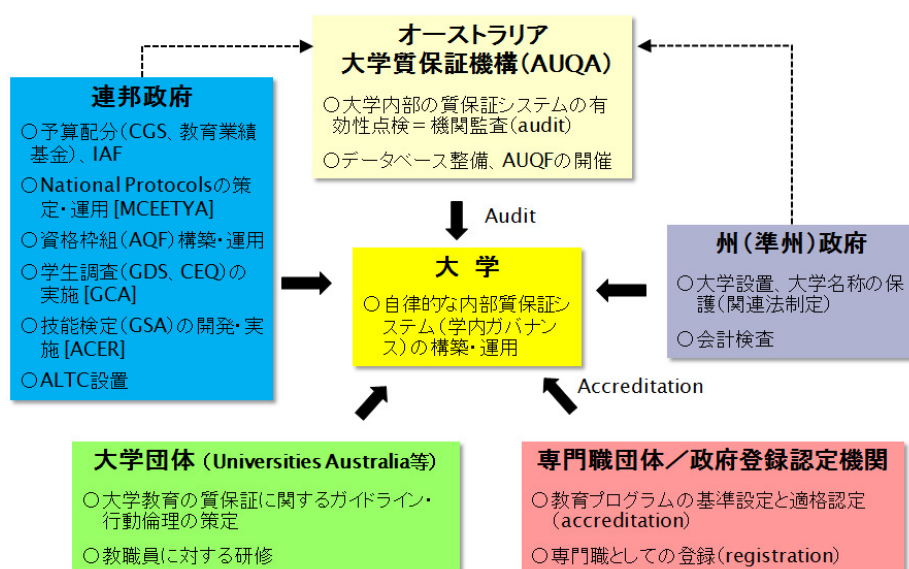 オーストラリア
大学質保証機構(AUQA)
○大学内部の質保証システムの有
効性点検=機関監査(audit)
○データベース整備、AUQFの開催
連邦政府
○予算配分(CGS、教育業績
基金)、IAF
○National Protocolsの策
定・運用 [MCEETYA]
○資格枠組(AQF)構築・運用
○学生調査(GDS、CEQ)の
実施 [GCA]
○技能検定(GSA)の開発・実
施 [ACER]
○ALTC設置
Audit
大 学
○自律的な内部質保証シ
ステム(学内ガバナン
ス)の構築・運用
州(準州)政府
○大学設置、大学名称の保
護(関連法制定)
○会計検査
Accreditation
大学団体 (Universities Australia等)
○大学教育の質保証に関するガイドライン・
行動倫理の策定
○教職員に対する研修
専門職団体/政府登録認定機関
○教育プログラムの基準設定と適格認定
(accreditation)
○専門職としての登録(registration)